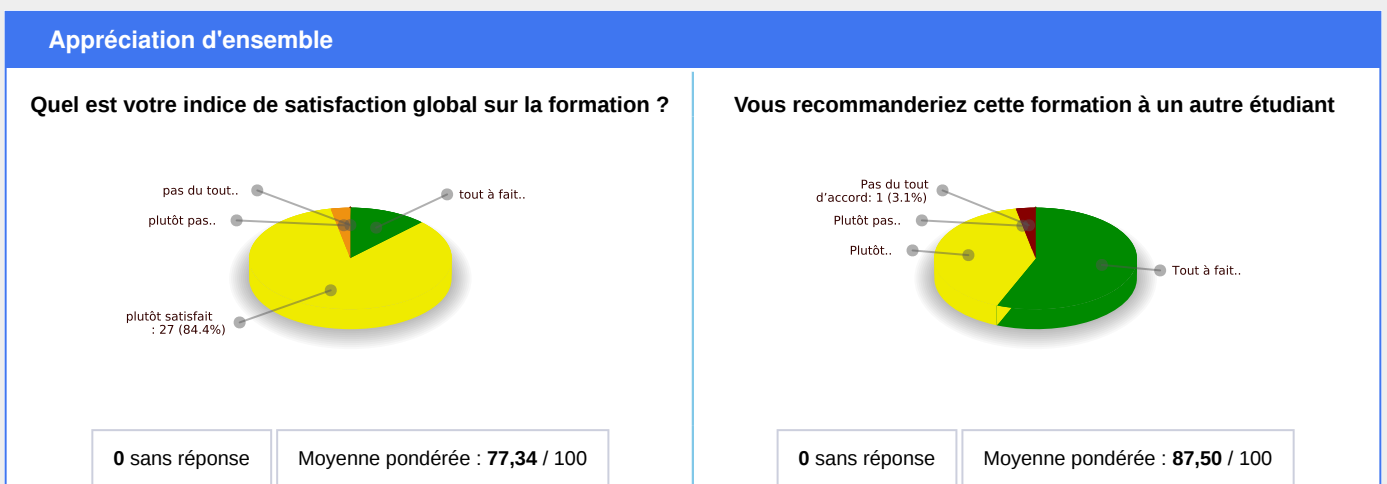 Appréciation d'ensemble
Quel est votre indice de satisfaction global sur la formation ?
pas du tout..
tout à fait..
plutôt pas..
plutôt satisfait
: 27 (84.4%)
0 sans réponse
Moyenne pondérée : 77,34 / 100
Vous recommanderiez cette formation à un autre étudiant
Pas du tout
d'accord: 1 (3.1%)
Plutôt pas..
Plutôt..
Tout à fait..
0 sans réponse
Moyenne pondérée : 87,50 / 100